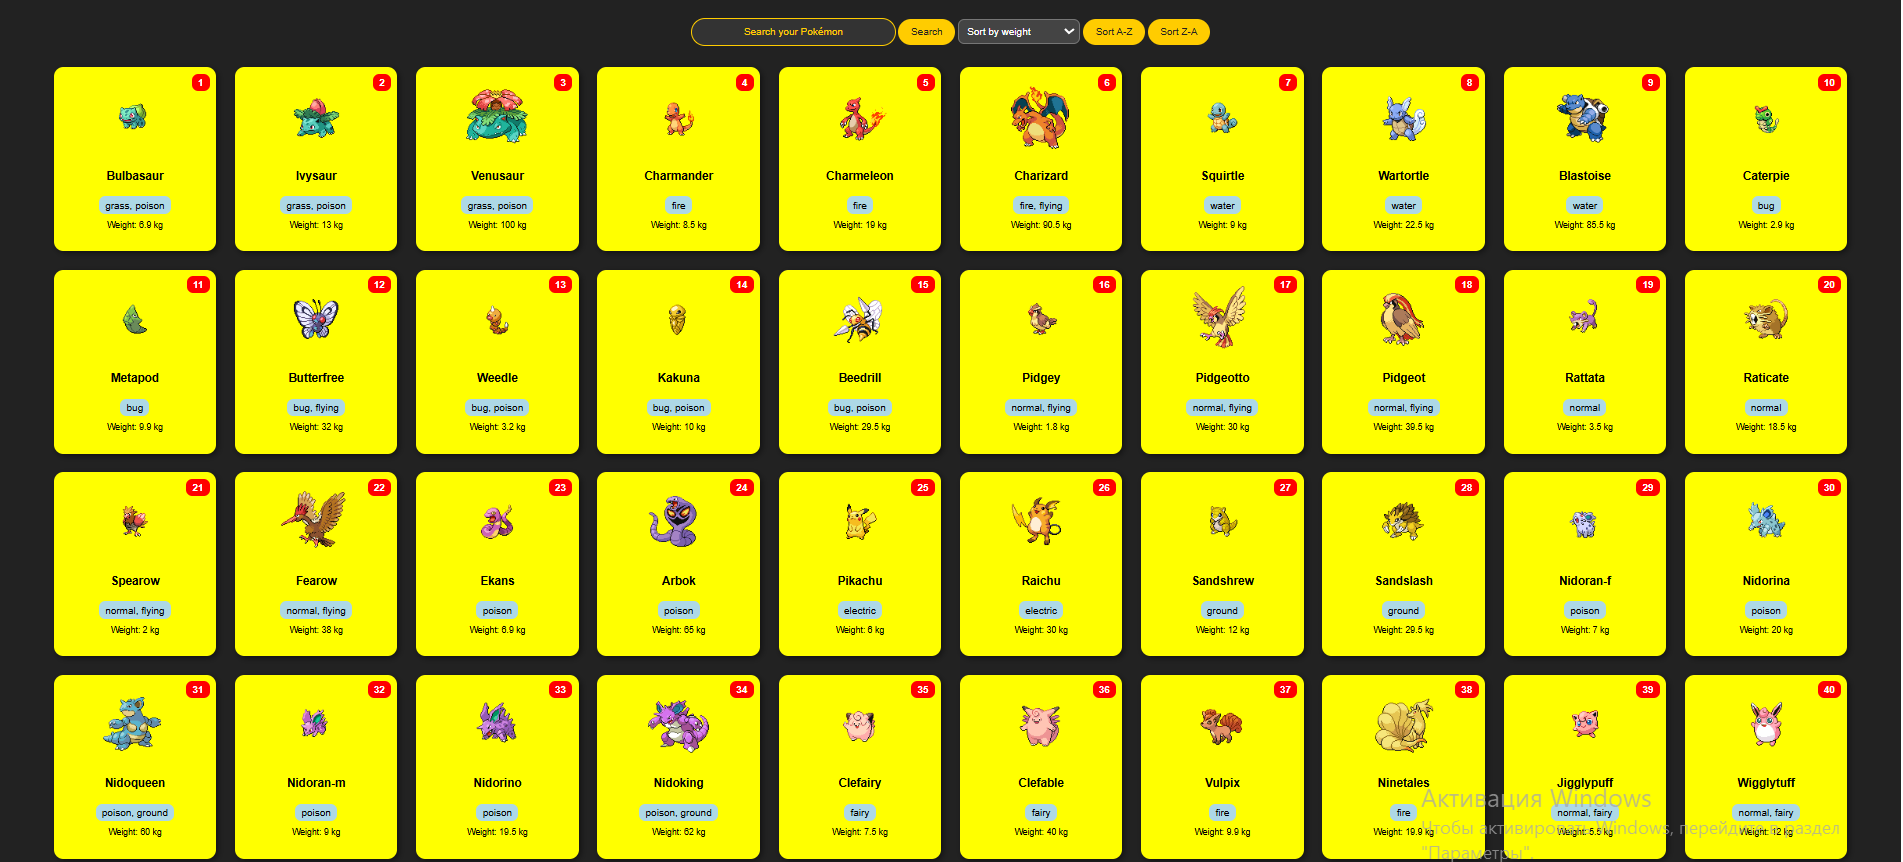 Search your Pokémon Search Sort by weight Sort A-Z Sort Z-A
1 2 3 4 5 6 7 8 9 10
Bulbasaur Ivysaur Venusaur Charmander Charmeleon Charizard Squirtle Wartortle Blastoise Caterpie
grass, poison grass, poison grass, poison fire fire fire, flying water water water bug
Weight: 6.9 kg Weight: 13 kg Weight: 100 kg Weight: 8.5 kg Weight: 19 kg Weight: 90.5 kg Weight: 9 kg Weight: 22.5 kg Weight: 85.5 kg Weight: 2.9 kg
11 12 13 14 15 16 17 18 19 20
Metapod Butterfree Weedle Kakuna Beedrill Pidgey Pidgeotto Pidgeot Rattata Raticate
bug bug, flying bug, poison bug, poison bug, poison normal, flying normal, flying normal, flying normal normal
Weight: 9.9 kg Weight: 32 kg Weight: 3.2 kg Weight: 10 kg Weight: 29.5 kg Weight: 1.8 kg Weight: 30 kg Weight: 39.5 kg Weight: 3.5 kg Weight: 18.5 kg
21 22 23 24 25 26 27 28 29 30
Spearow Fearow Ekans Arbok Pikachu Raichu Sandshrew Sandslash Nidoran-f Nidorina
normal, flying normal, flying poison poison electric electric ground ground poison poison
Weight: 2 kg Weight: 38 kg Weight: 6.9 kg Weight: 65 kg Weight: 6 kg Weight: 30 kg Weight: 12 kg Weight: 29.5 kg Weight: 7 kg Weight: 20 kg
31 32 33 34 35 36 37 38 39 40
Nidoqueen Nidoran-m Nidorino Nidoking Clefairy Clefable Vulpix Ninetales Jigglypuff Wigglytuff
poison, ground poison poison poison, ground fairy fairy fire fire normal, fairy normal, fairy
Weight: 60 kg Weight: 9 kg Weight: 19.5 kg Weight: 62 kg Weight: 7.5 kg Weight: 40 kg Weight: 9.9 kg Weight: 19.9 kg Weight: 5.5 kg Weight: 12 kg
Активация Windows
Чтобы активировать Windows, перейдите в раздел
"Параметры".